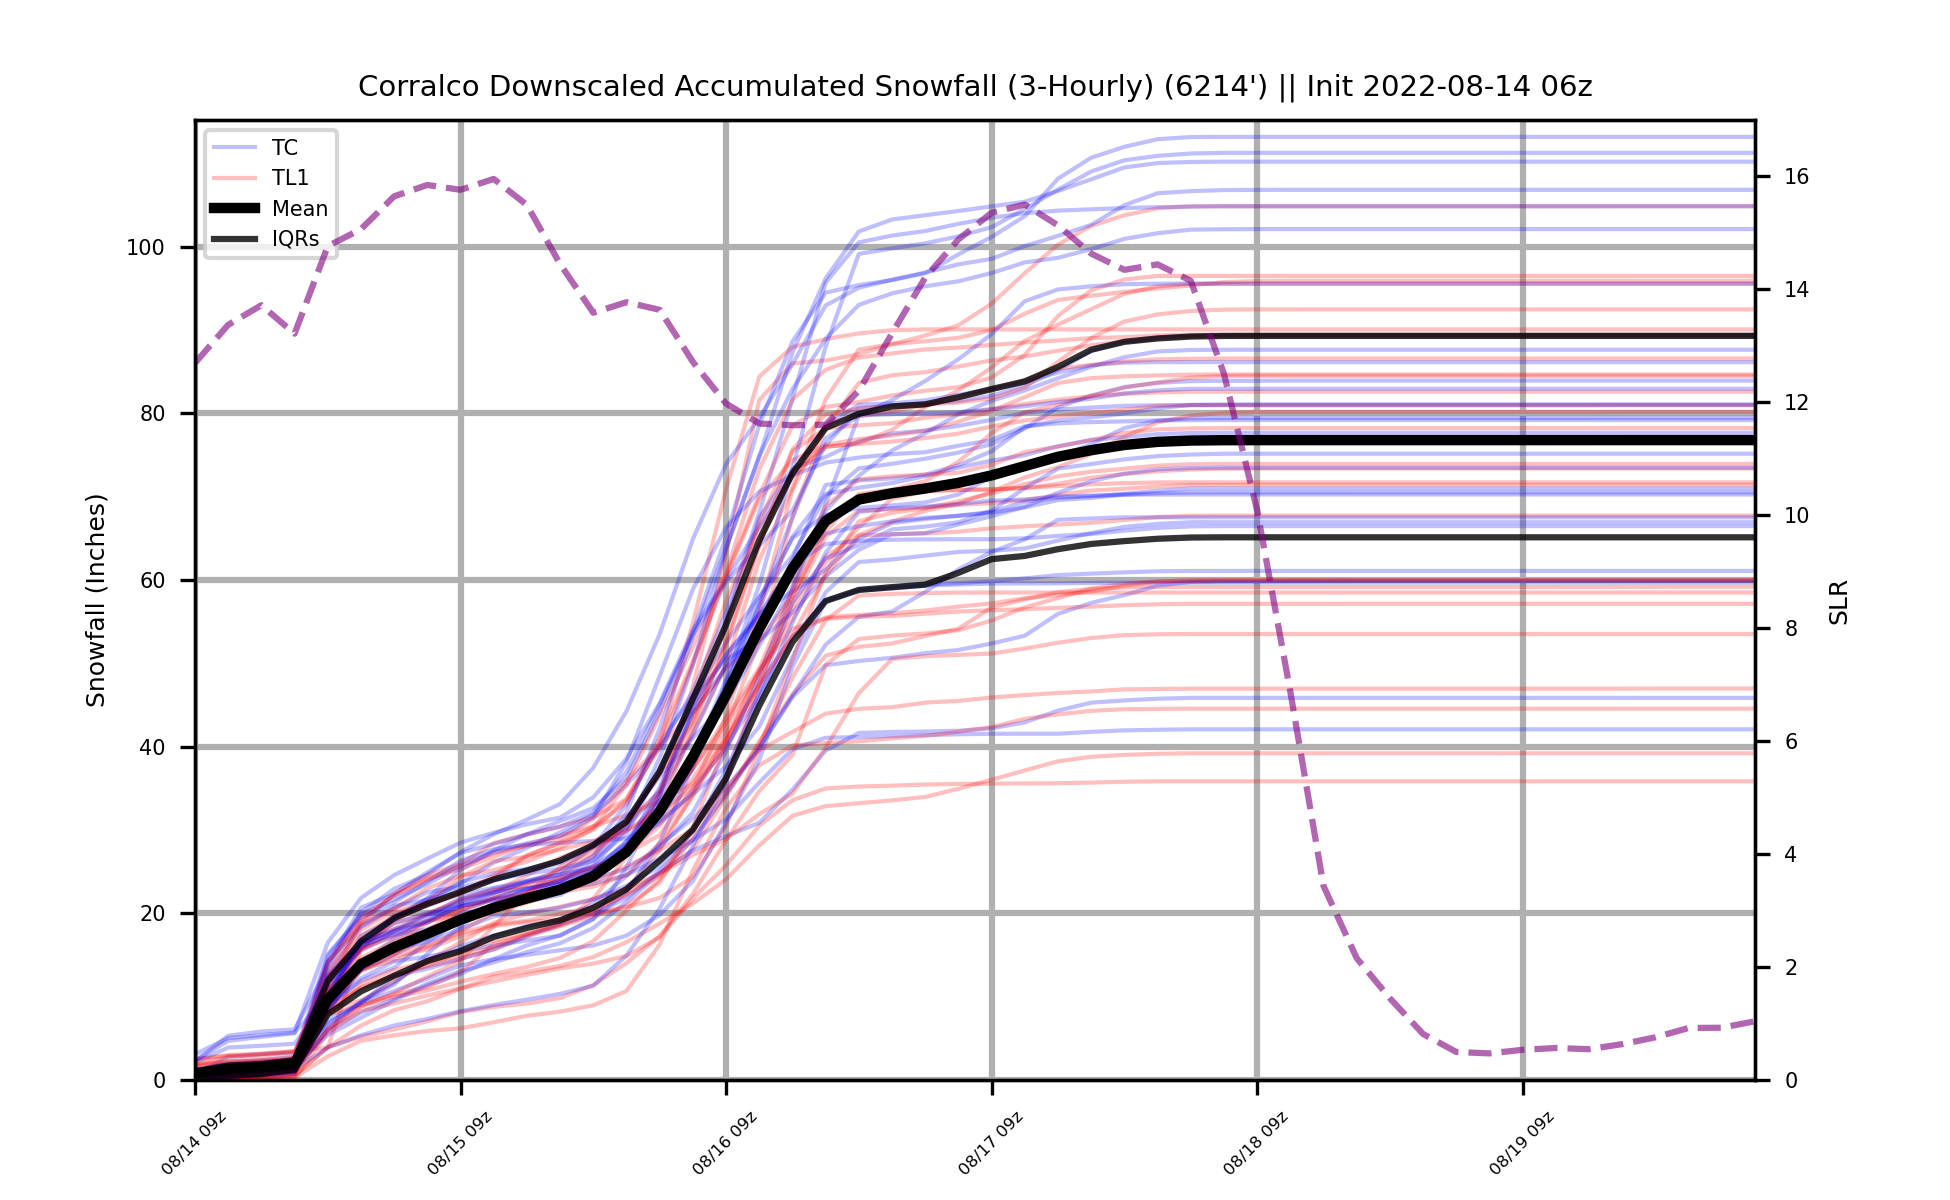 Corralco Downscaled Accumulated Snowfall (3-Hourly) (6214') || Init 2022-08-14 06z
TC
TL1
Mean
IQRs
Snowfall (Inches)
100
80
60
40
20
0
16
14
12
10
8
6
4
2
0
SLR
08/14 09z
08/15 09z
08/16 09z
08/17 09z
08/18 09z
08/19 09z